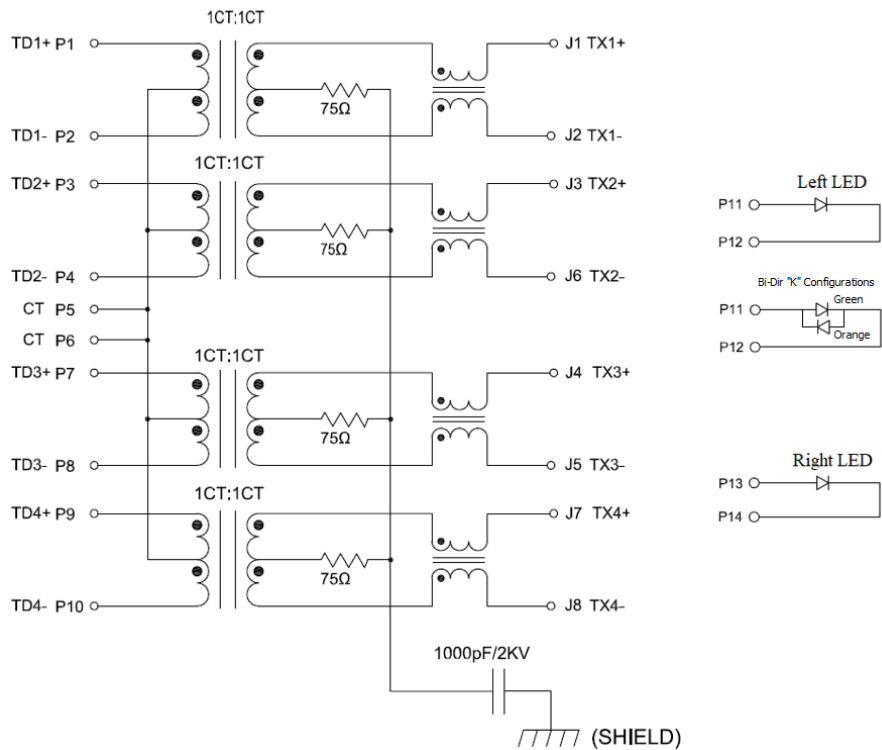 1CT:1CT
TD1+ P1
J1 TX1+
75Ω
TD1- P2
J2 TX1-
1CT:1CT
TD2+ P3
J3 TX2+
75Ω
TD2- P4
J6 TX2-
CT P5
CT P6
1CT:1CT
TD3+ P7
J4 TX3+
75Ω
TD3- P8
J5 TX3-
1CT:1CT
TD4+ P9
J7 TX4+
75Ω
TD4- P10
J8 TX4-
1000pF/2KV
(SHIELD)
Left LED
P11
P12
Bi-Dir "K" Configurations
Green
P11
Orange
P12
Right LED
P13
P14